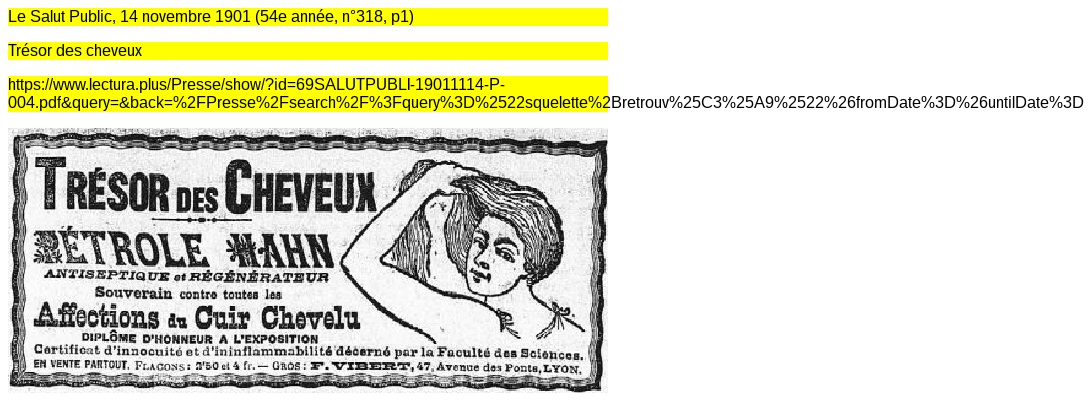 Le Salut Public, 14 novembre 1901 (54e année, n°318, p1)
Trésor des cheveux
https://www.lectura.plus/Presse/show/?id=69SALUTPUBLI-19011114-P-
004.pdf&query=&back=%2FPresse%2Fsearch%2F%3Fquery%3D%2522squelette%2Bretrouv%25C3%25A9%2522%26fromDate%3D%26untilDate%3D
TRÉSOR DES CHEVEUX
PÉTROLE HAHN
ANTISEPTIQUE et RÉGÉNÉRATEUR
Souverain contre toutes les
Affections du Cuir Chevelu
DIPLÔME D'HONNEUR A L'EXPOSITION
Certificat d'innocuité et d'ininflammabilité décerné par la Faculté des Sciences.
EN VENTE PARTOUT. FLACONS: 2'50 et 4 fr. — GROS: F. VIBERT, 47, Avenue des Ponts, LYON.